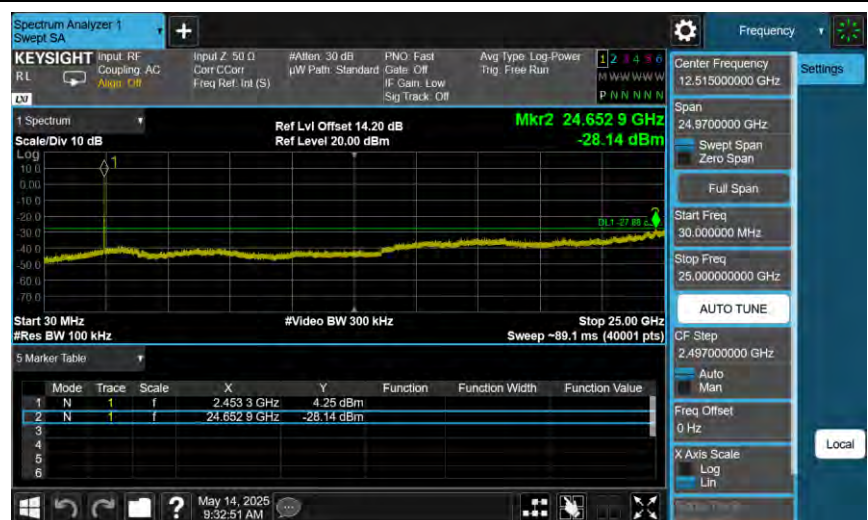 Spectrum Analyzer 1
Swept SA
+
Frequency
KEYSIGHT
RL
LXI
Input: RF
Coupling: AC
Align: Off
Input Z: 50 Ω
Corr CCorr
Freq Ref: Int (S)
#Atten: 30 dB
µW Path: Standard
PNO: Fast
Gate: Off
IF Gain: Low
Sig Track: Off
Avg Type: Log-Power
Trig: Free Run
1 2 3 4 5 6
M W W W W W
P N N N N N
Center Frequency
12.515000000 GHz
Settings
Span
24.9700000 GHz
Swept Span
Zero Span
Full Span
Start Freq
30.000000 MHz
Stop Freq
25.000000000 GHz
AUTO TUNE
CF Step
2.497000000 GHz
Auto
Man
Freq Offset
0 Hz
X Axis Scale
Log
Lin
Local
1 Spectrum
Scale/Div 10 dB
Ref Lvl Offset 14.20 dB
Ref Level 20.00 dBm
Mkr2 24.652 9 GHz
-28.14 dBm
Log
10.0
0.00
-10.0
-20.0
-30.0
-40.0
-50.0
-60.0
-70.0
1
2
Start 30 MHz
#Video BW 300 kHz
Stop 25.00 GHz
#Res BW 100 kHz
Sweep ~89.1 ms (40001 pts)
5 Marker Table
Mode Trace Scale X Y Function Function Width Function Value
1 N 1 f 2.453 3 GHz 4.25 dBm
2 N 1 f 24.652 9 GHz -28.14 dBm
3
4
5
6
?
May 14, 2025
9:32:51 AM